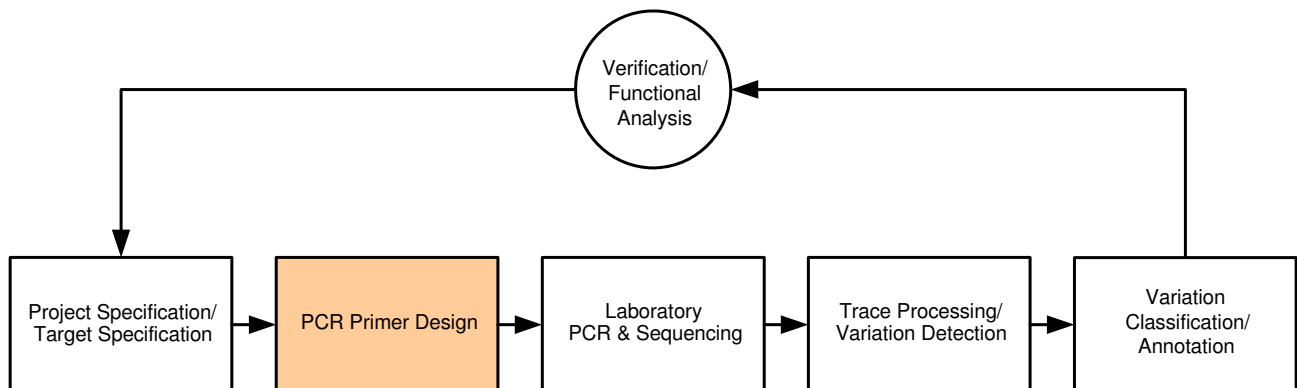 Verification/
Functional
Analysis
Project Specification/
Target Specification
PCR Primer Design
Laboratory
PCR & Sequencing
Trace Processing/
Variation Detection
Variation
Classification/
Annotation